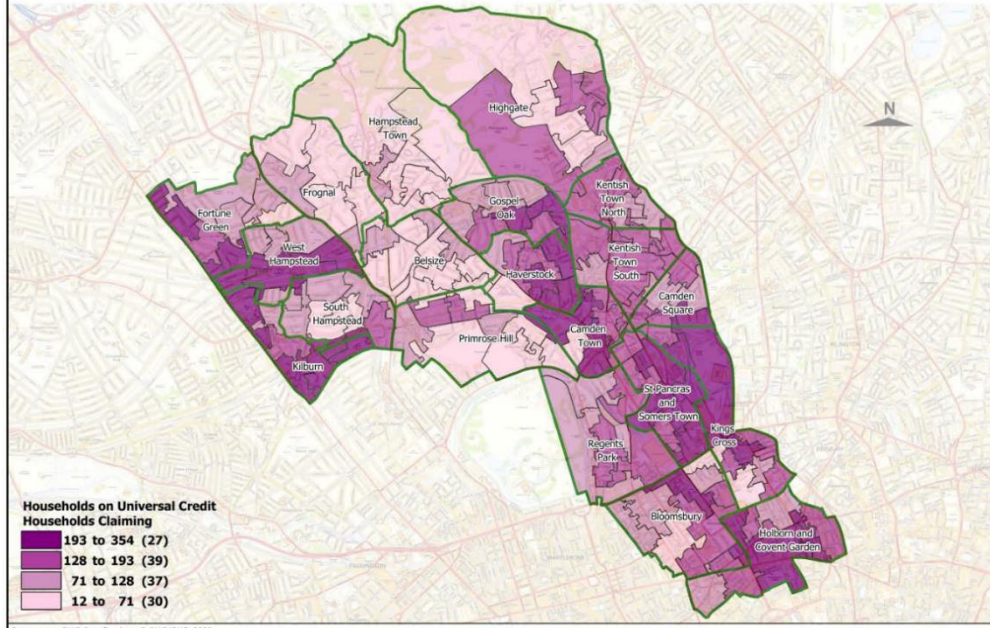 N
Highgate
Hampstead
Town
Frognal
Gospel
Oak
Kentish
Town
North
Fortune
Green
West
Hampstead
Belsize
Haverstock
Kentish
Town
South
Camden
Square
South
Hampstead
Primrose Hill
Camden
Town
Kilburn
St Pancras
and
Somers Town
Kings
Cross
Regents
Park
Bloomsbury
Holborn and
Covent Garden
Households on Universal Credit
Households Claiming
193 to 354 (27)
128 to 193 (39)
71 to 128 (37)
12 to 71 (30)